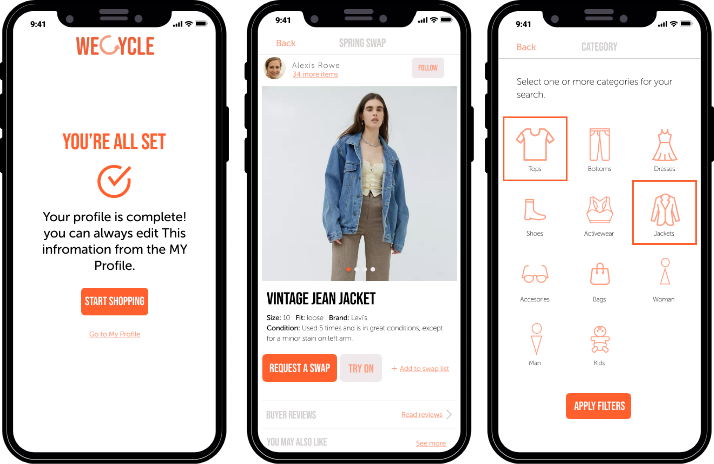 9:41
WECYCLE
YOU'RE ALL SET
Your profile is complete!
you can always edit This
infromation from the MY
Profile.
START SHOPPING
Go to My Profile
9:41
Back
SPRING SWAP
Alexis Rowe
34 more items
FOLLOW
VINTAGE JEAN JACKET
Size: 10 Fit: loose Brand: Levi's
Condition: Used 5 times and is in great conditions, except
for a minor stain on left arm.
REQUEST A SWAP
TRY ON
+ Add to swap list
BUYER REVIEWS
Read reviews
YOU MAY ALSO LIKE
See more
9:41
Back
CATEGORY
Select one or more categories for your
search.
Tops
Bottoms
Dresses
Shoes
Activewear
Jackets
Accesories
Bags
Woman
Man
Kids
APPLY FILTERS